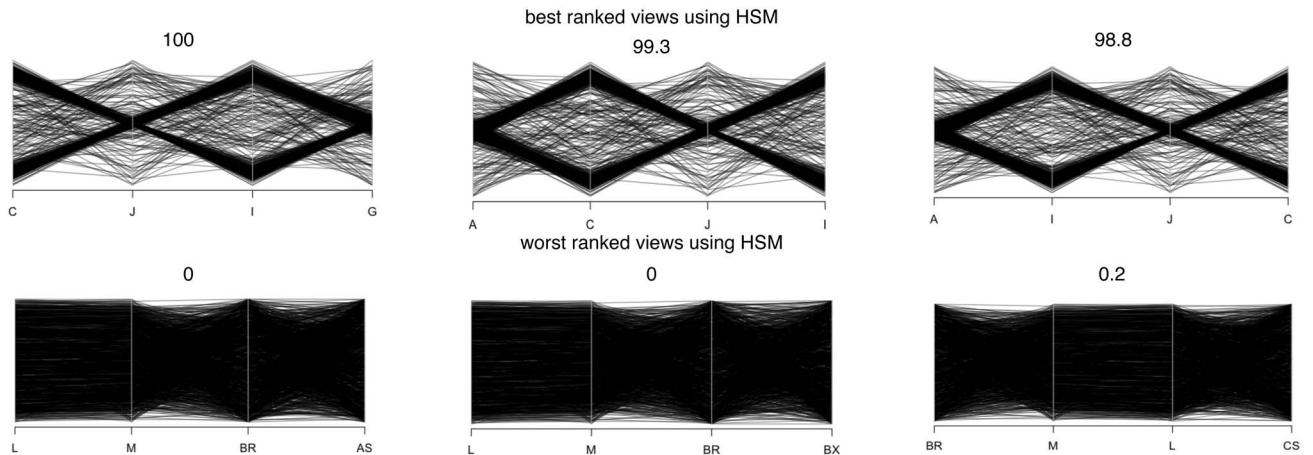 best ranked views using HSM
100
99.3
98.8
C J I G
A C J I
A I J C
worst ranked views using HSM
0
0
0.2
L M BR AS
L M BR BX
BR M L CS